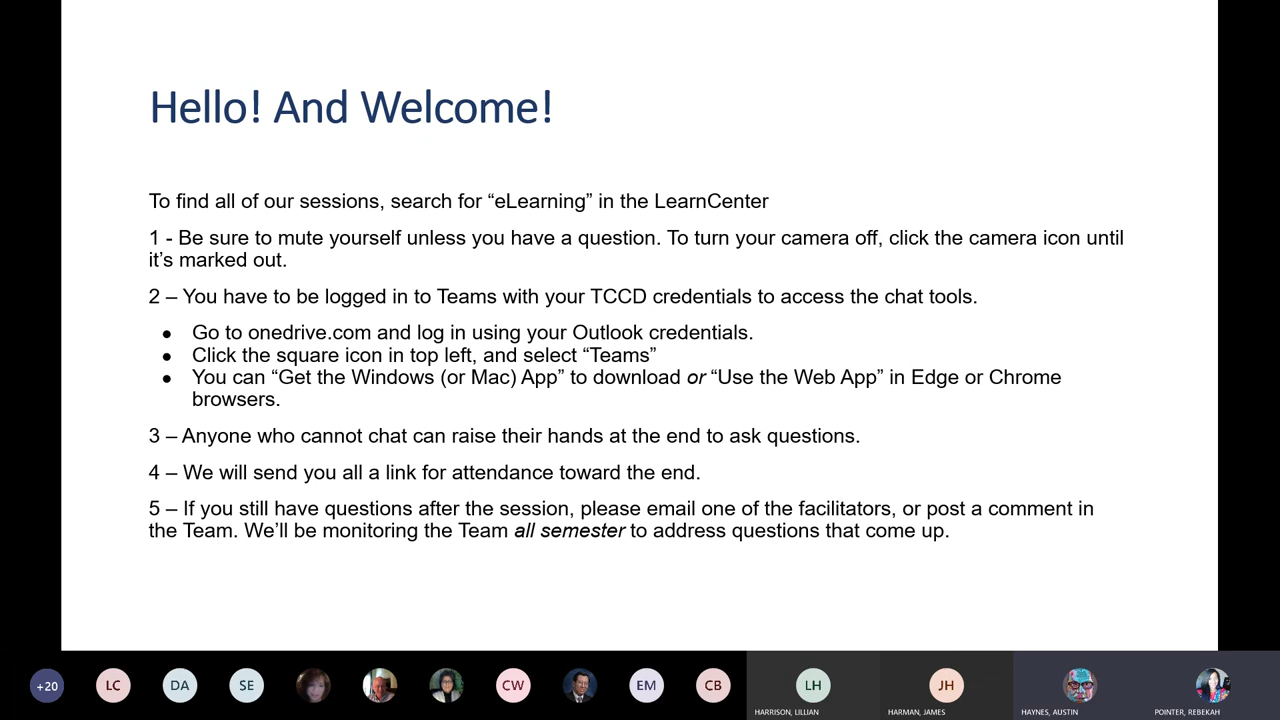 Hello! And Welcome!
To find all of our sessions, search for “eLearning” in the LearnCenter
1 - Be sure to mute yourself unless you have a question. To turn your camera off, click the camera icon until
it’s marked out.
2 – You have to be logged in to Teams with your TCCD credentials to access the chat tools.
● Go to onedrive.com and log in using your Outlook credentials.
● Click the square icon in top left, and select “Teams”
● You can “Get the Windows (or Mac) App” to download or “Use the Web App” in Edge or Chrome
browsers.
3 – Anyone who cannot chat can raise their hands at the end to ask questions.
4 – We will send you all a link for attendance toward the end.
5 – If you still have questions after the session, please email one of the facilitators, or post a comment in
the Team. We’ll be monitoring the Team all semester to address questions that come up.
+20 LC DA SE CW EM CB LH JH
HARRISON, LILLIAN HARMAN, JAMES HAYNES, AUSTIN POINTER, REBEKAH